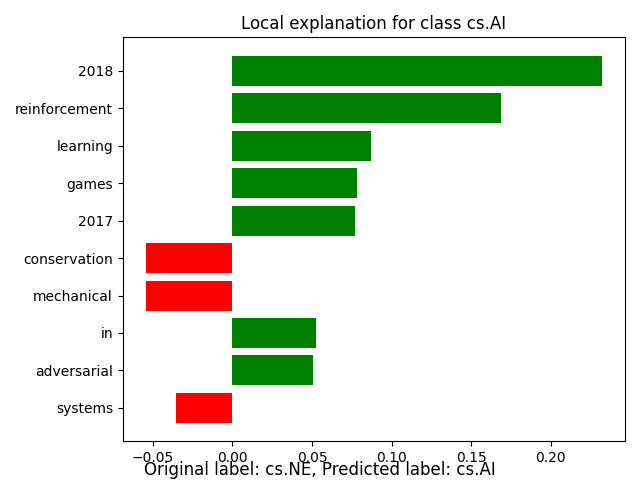 Local explanation for class cs.AI
2018
reinforcement
learning
games
2017
conservation
mechanical
in
adversarial
systems
−0.05 0.00 0.05 0.10 0.15 0.20
Original label: cs.NE, Predicted label: cs.AI